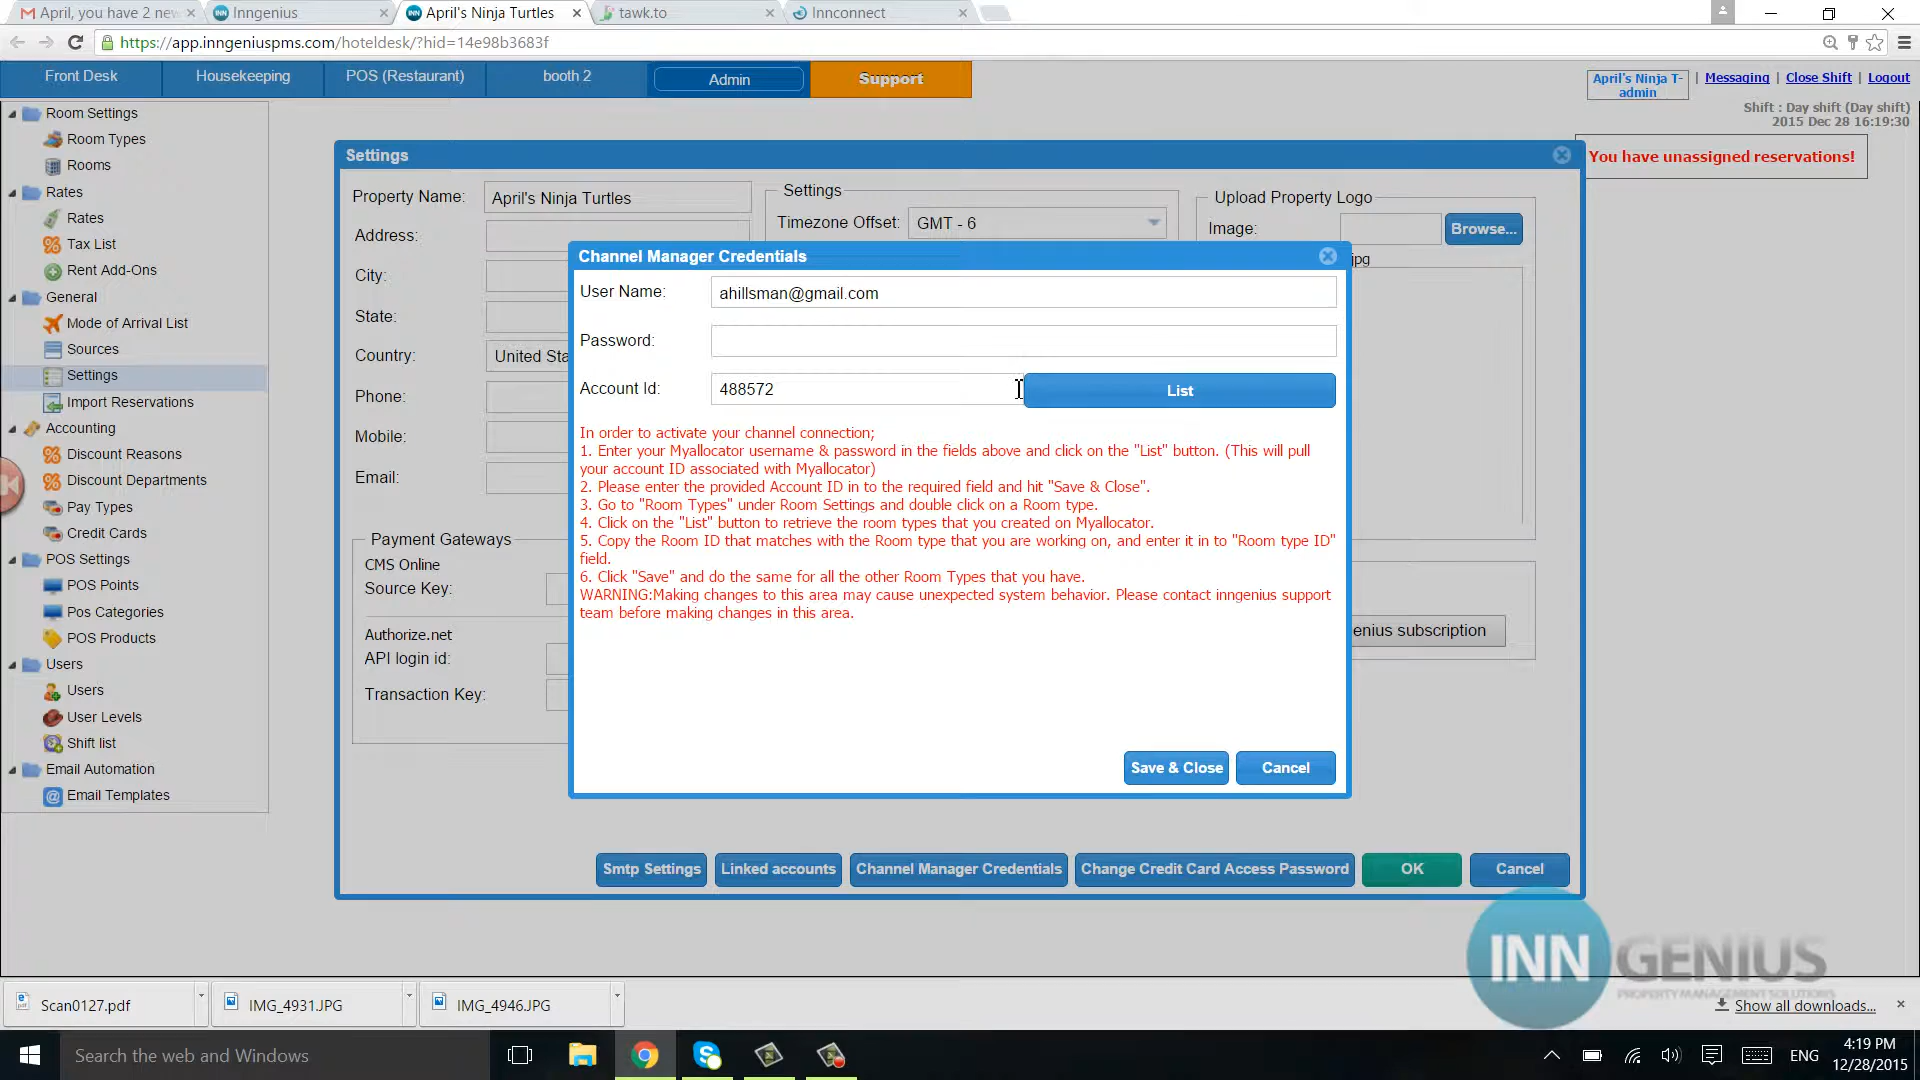 April, you have 2 new
Inngenius
April's Ninja Turtles
tawk.to
Innconnect
https://app.inngeniuspms.com/hoteldesk/?hid=14e98b3683f
Front Desk
Housekeeping
POS (Restaurant)
booth 2
Admin
Support
April's Ninja T-
admin
| Messaging | Close Shift | Logout
Shift : Day shift (Day shift)
2015 Dec 28 16:19:30
You have unassigned reservations!
Room Settings
Room Types
Rooms
Rates
Rates
Tax List
Rent Add-Ons
General
Mode of Arrival List
Sources
Settings
Import Reservations
Accounting
Discount Reasons
Discount Departments
Pay Types
Credit Cards
POS Settings
POS Points
Pos Categories
POS Products
Users
Users
User Levels
Shift list
Email Automation
Email Templates
Settings
Property Name: April's Ninja Turtles
Address:
City:
State:
Country: United Sta
Phone:
Mobile:
Email:
Settings
Timezone Offset: GMT - 6
Upload Property Logo
Image: Browse...
jpg
Payment Gateways
CMS Online
Source Key:
Authorize.net
API login id:
Transaction Key:
enius subscription
Channel Manager Credentials
User Name: ahillsman@gmail.com
Password:
Account Id: 488572 List
In order to activate your channel connection;
1. Enter your Myallocator username & password in the fields above and click on the "List" button. (This will pull
your account ID associated with Myallocator)
2. Please enter the provided Account ID in to the required field and hit "Save & Close".
3. Go to "Room Types" under Room Settings and double click on a Room type.
4. Click on the "List" button to retrieve the room types that you created on Myallocator.
5. Copy the Room ID that matches with the Room type that you are working on, and enter it in to "Room type ID"
field.
6. Click "Save" and do the same for all the other Room Types that you have.
WARNING:Making changes to this area may cause unexpected system behavior. Please contact inngenius support
team before making changes in this area.
Save & Close Cancel
Smtp Settings
Linked accounts
Channel Manager Credentials
Change Credit Card Access Password
OK
Cancel
INNGENIUS
PROPERTY MANAGEMENT SOLUTIONS
Scan0127.pdf
IMG_4931.JPG
IMG_4946.JPG
Show all downloads...
Search the web and Windows
ENG
4:19 PM
12/28/2015